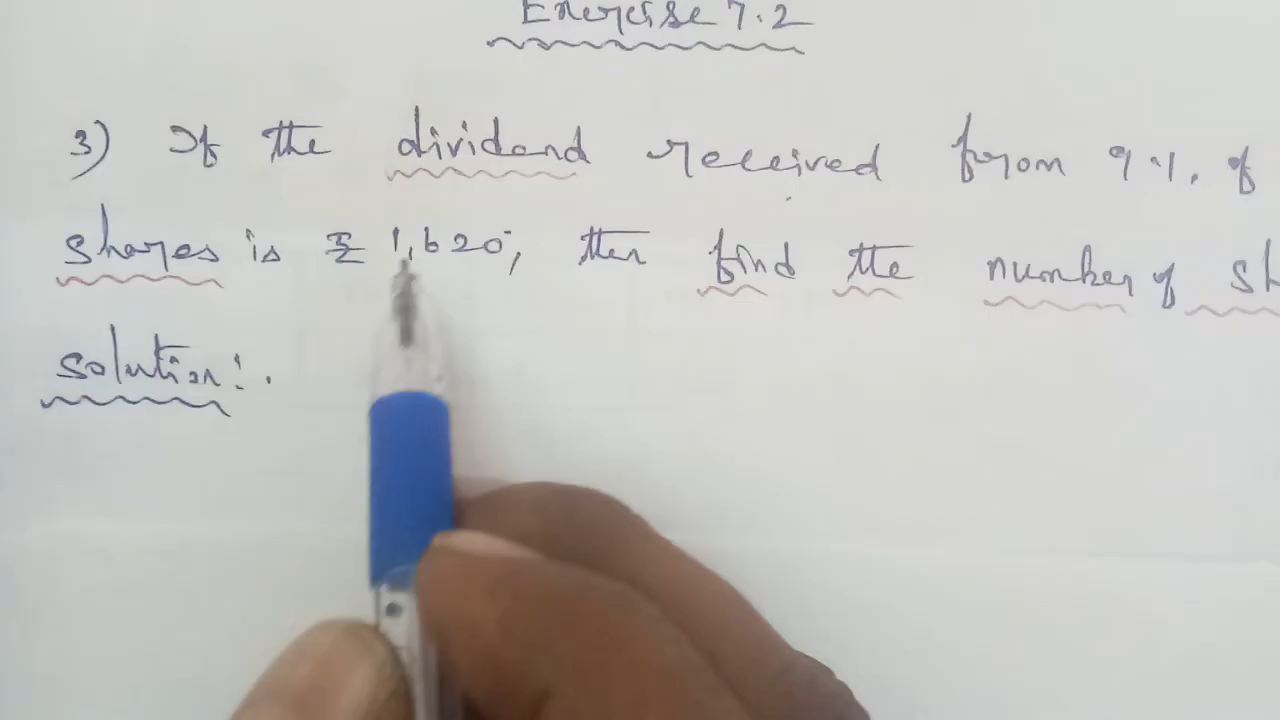 Exercise 7.2
3) If the dividend received from 9%. of
shares is ₹ 1,620, then find the number of sh
solution:.